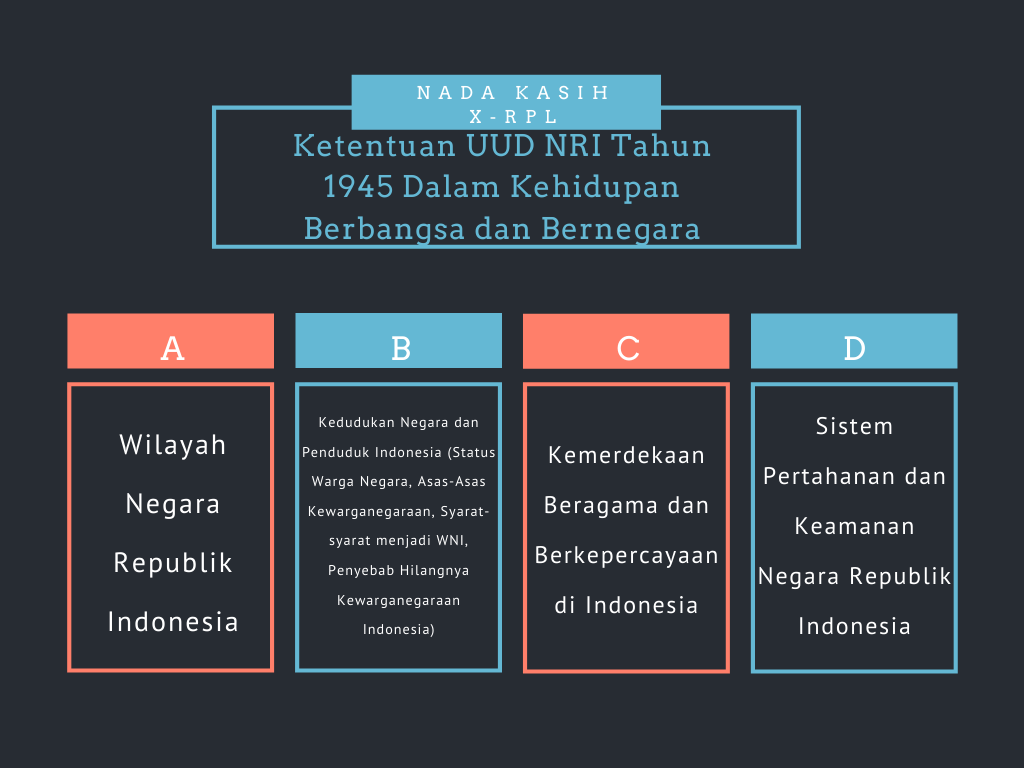 NADA KASIH
X-RPL
Ketentuan UUD NRI Tahun
1945 Dalam Kehidupan
Berbangsa dan Bernegara
A
Wilayah
Negara
Republik
Indonesia
B
Kedudukan Negara dan
Penduduk Indonesia (Status
Warga Negara, Asas-Asas
Kewarganegaraan, Syarat-
syarat menjadi WNI,
Penyebab Hilangnya
Kewarganegaraan
Indonesia)
C
Kemerdekaan
Beragama dan
Berkepercayaan
di Indonesia
D
Sistem
Pertahanan dan
Keamanan
Negara Republik
Indonesia